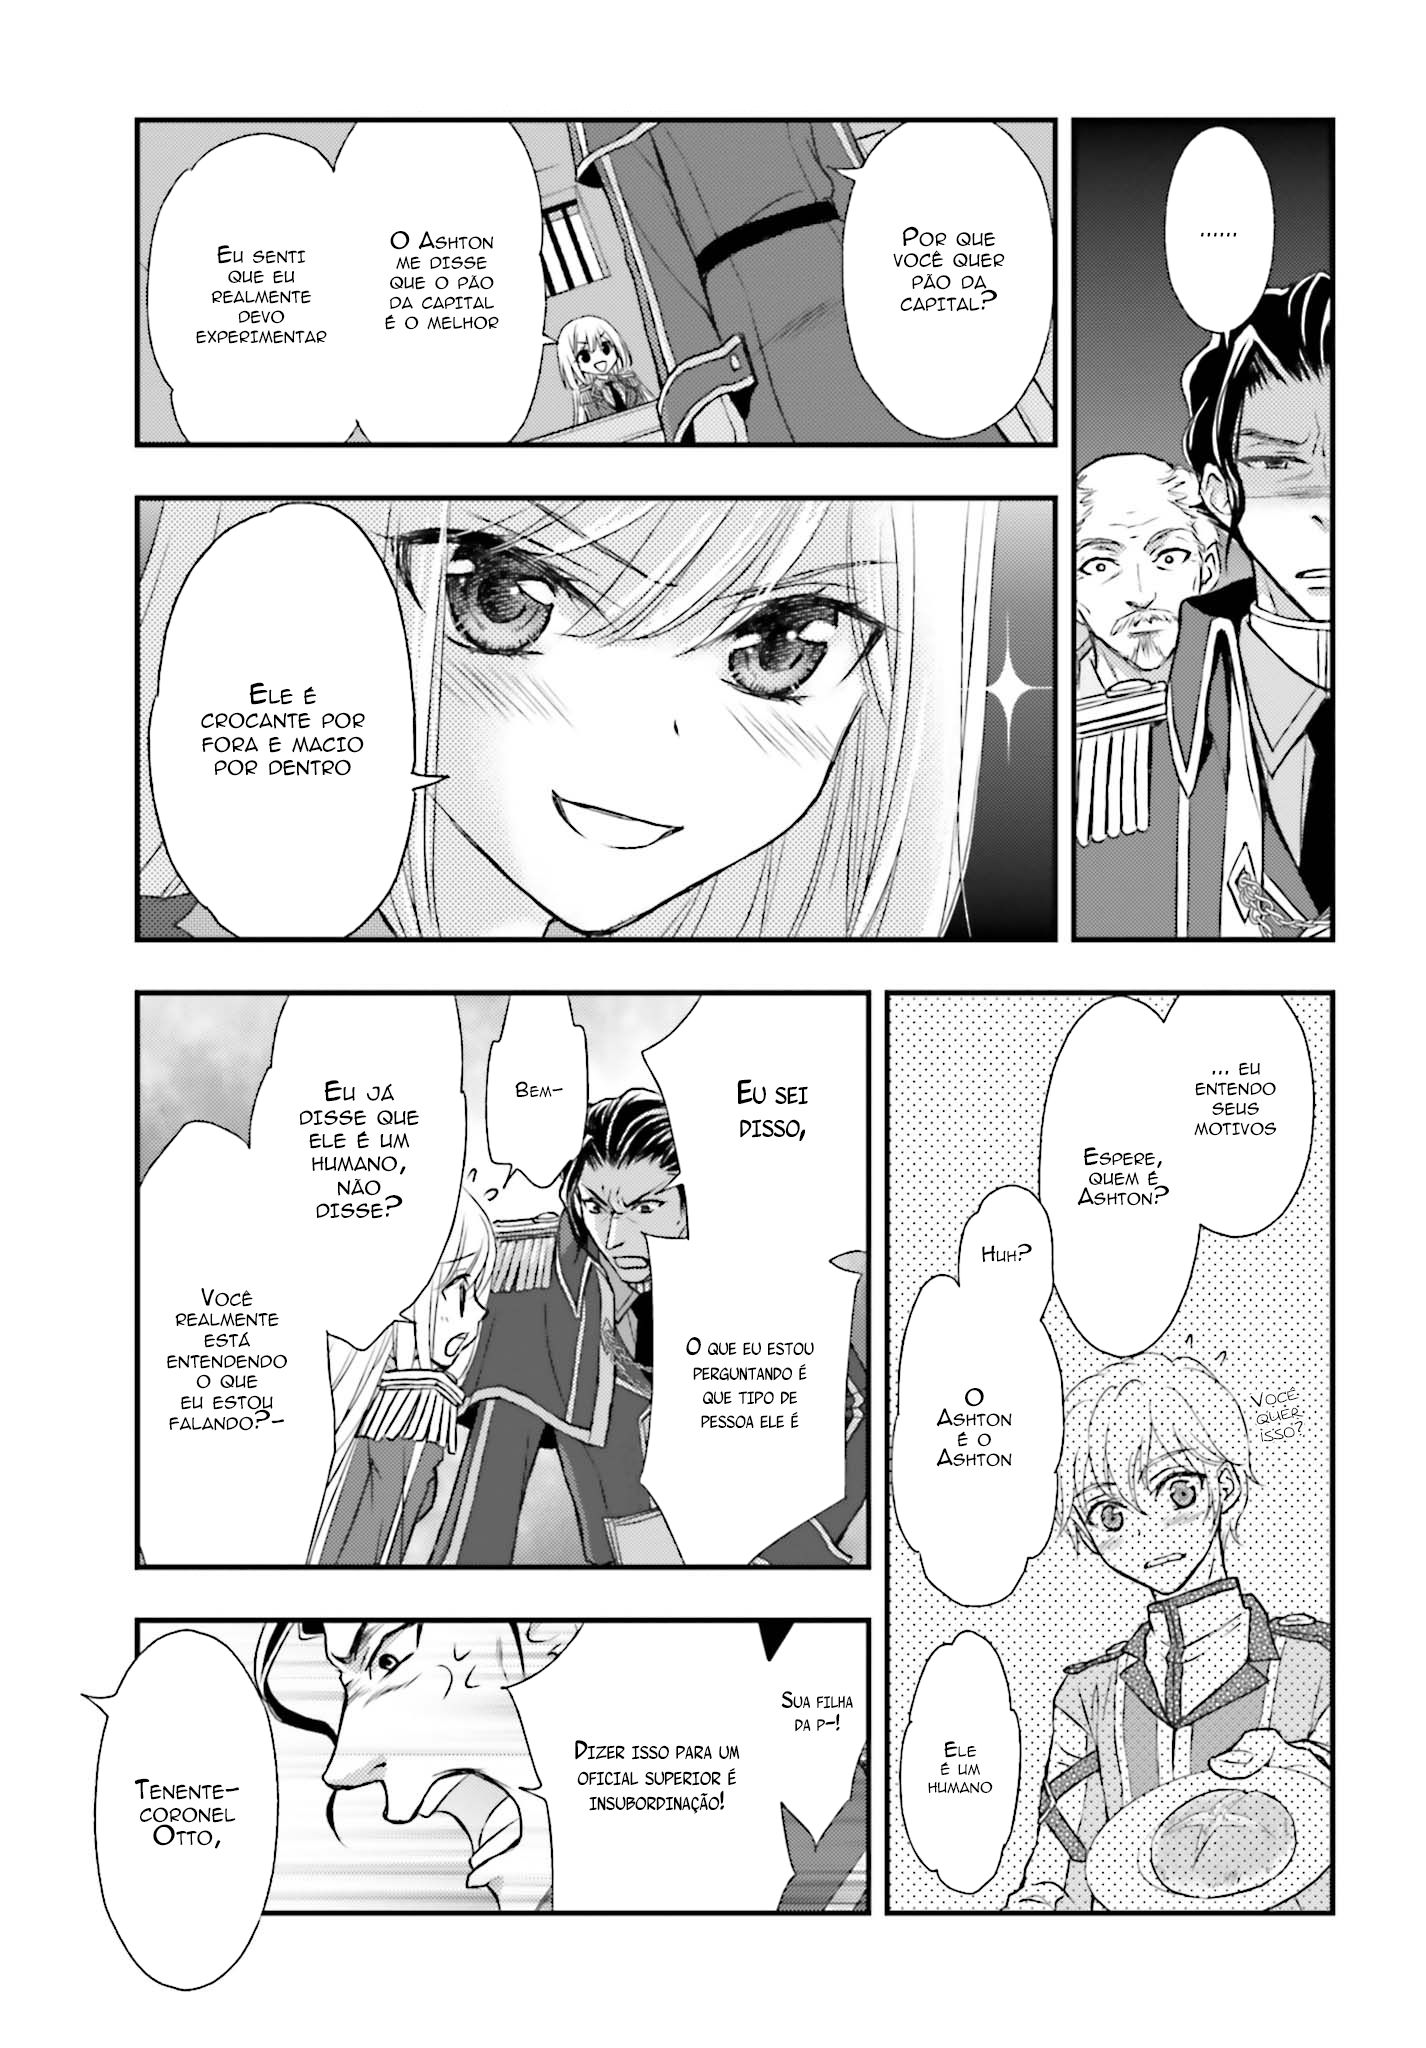 ......
POR QUE
VOCÊ QUER
PÃO DA
CAPITAL?
O ASHTON
ME DISSE
QUE O PÃO
DA CAPITAL
É O MELHOR
EU SENTI
QUE EU
REALMENTE
DEVO
EXPERIMENTAR
ELE É
CROCANTE POR
FORA E MACIO
POR DENTRO
... EU
ENTENDO
SEUS
MOTIVOS
ESPERE,
QUEM É
ASHTON?
HUH?
O
ASHTON
É O
ASHTON
VOCÊ
QUER
ISSO?
ELE
É UM
HUMANO
EU SEI
DISSO,
O QUE EU ESTOU
PERGUNTANDO É
QUE TIPO DE
PESSOA ELE É
BEM-
EU JÁ
DISSE QUE
ELE É UM
HUMANO,
NÃO
DISSE?
VOCÊ
REALMENTE
ESTÁ
ENTENDENDO
O QUE
EU ESTOU
FALANDO?-
SUA FILHA
DA P-!
DIZER ISSO PARA UM
OFICIAL SUPERIOR É
INSUBORDINAÇÃO!
TENENTE-
CORONEL
OTTO,